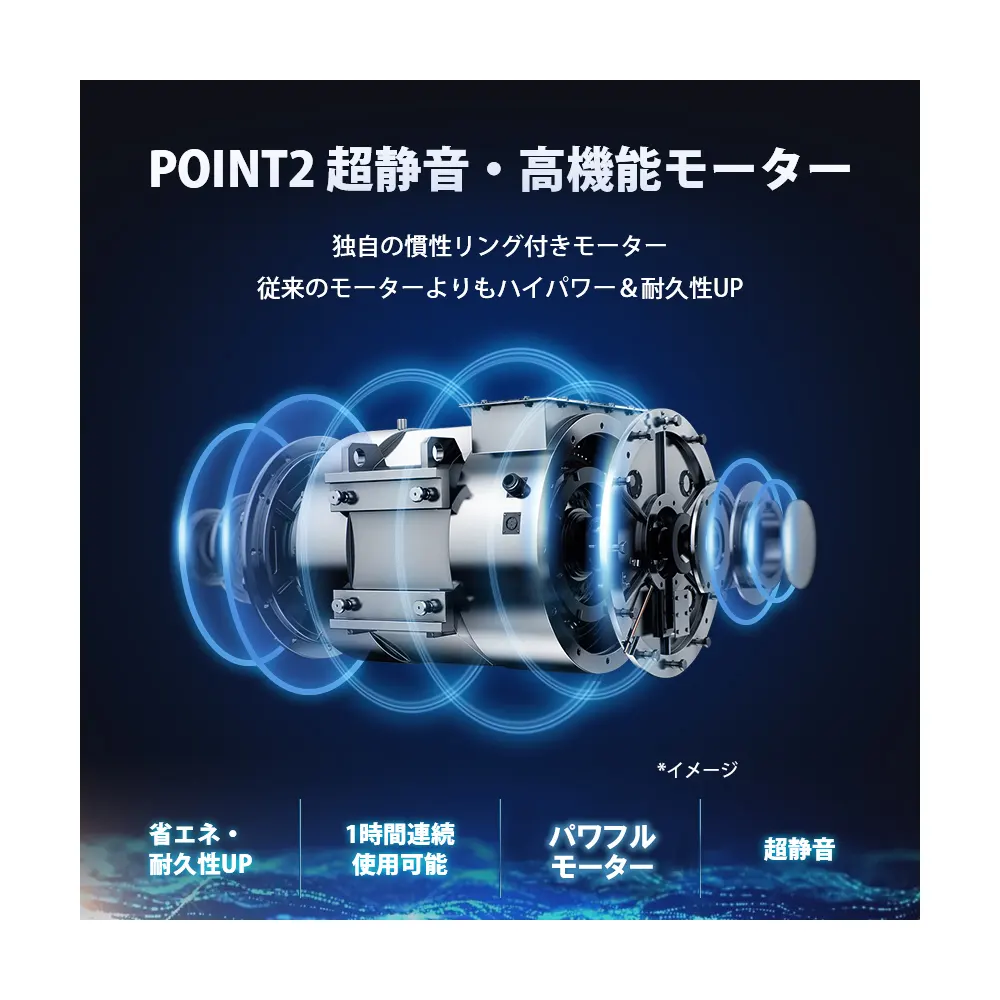 POINT2 超静音・高機能モーター
独自の慣性リング付きモーター
従来のモーターよりもハイパワー＆耐久性UP
*イメージ
省エネ・
耐久性UP
1時間連続
使用可能
パワフル
モーター
超静音